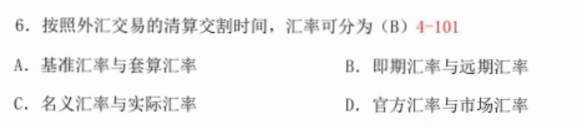 6. 按照外汇交易的清算交割时间，汇率可分为（B）4-101
A. 基准汇率与套算汇率 B. 即期汇率与远期汇率
C. 名义汇率与实际汇率 D. 官方汇率与市场汇率